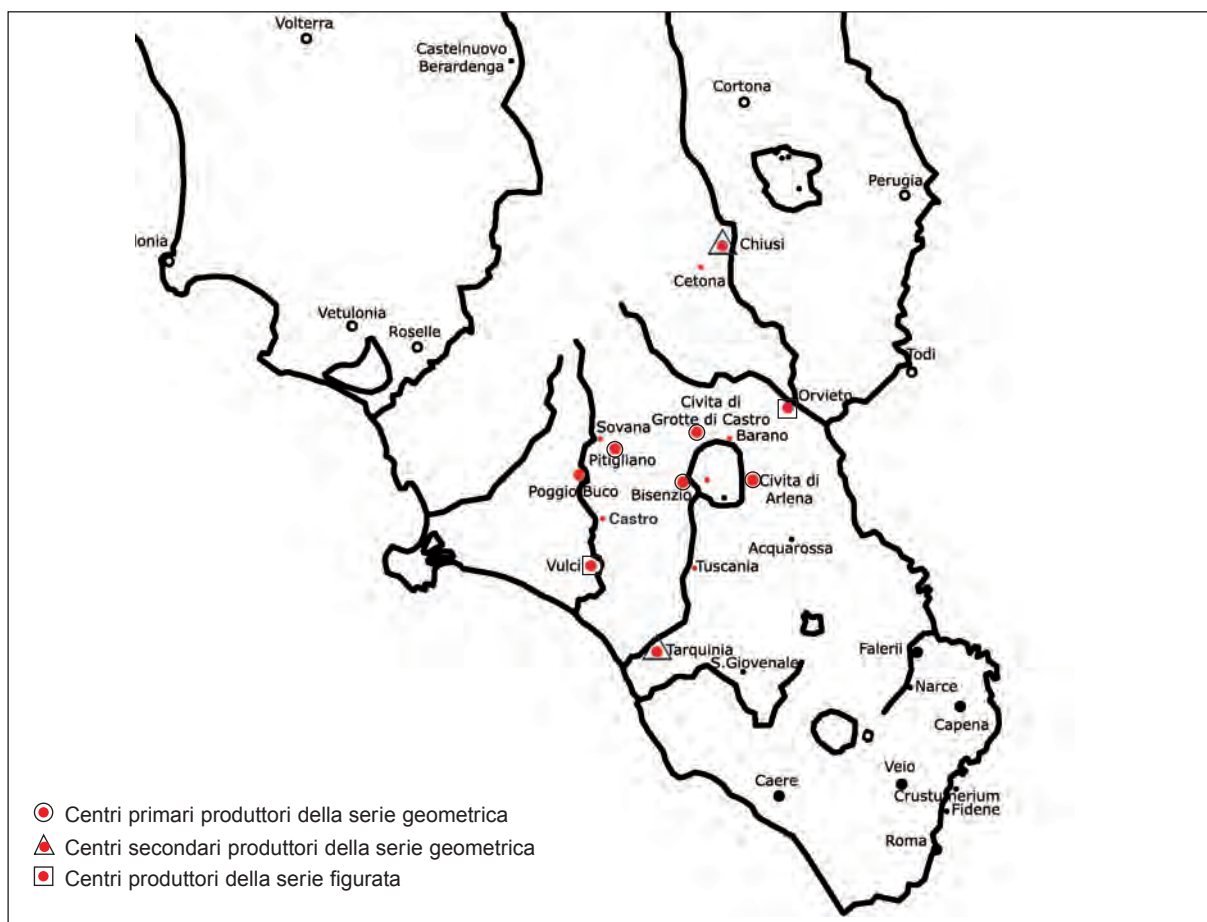 Volterra
Castelnuovo
Berardenga
Cortona
Perugia
lonia
Chiusi
Cetona
Vetulonia
Roselle
Todi
Orvieto
Civita di
Grotte di Castro
Barano
Sovana
Pitigliano
Poggio Buco
Bisenzio
Civita di
Arlena
Castro
Acquarossa
Vulci
Tuscania
Tarquinia
S.Giovenale
Falerii
Narce
Capena
Caere
Veio
Crustumerium
Fidene
Roma
Centri primari produttori della serie geometrica
Centri secondari produttori della serie geometrica
Centri produttori della serie figurata